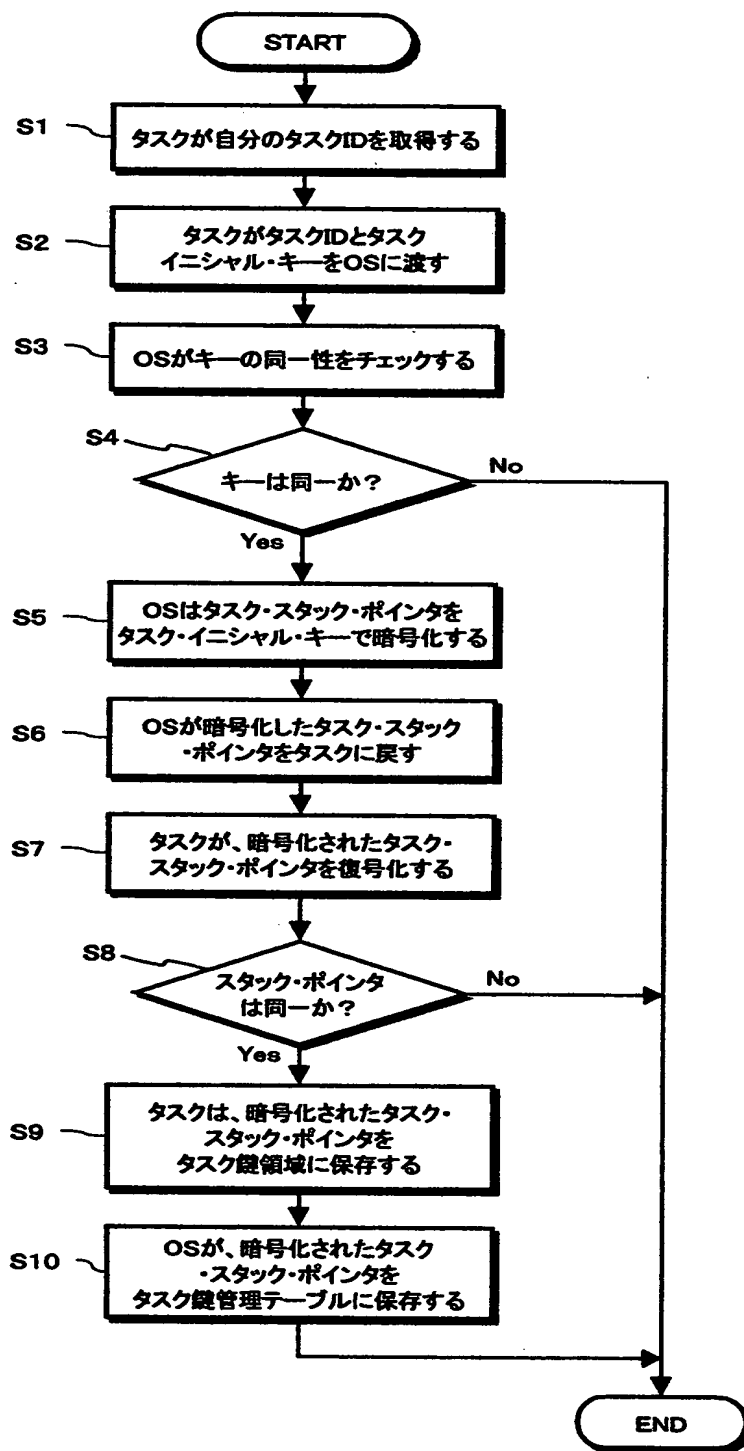 START
S1
タスクが自分のタスクIDを取得する
S2
タスクがタスクIDとタスク
イニシャル・キーをOSに渡す
S3
OSがキーの同一性をチェックする
S4
キーは同一か?
No
Yes
S5
OSはタスク・スタック・ポインタを
タスク・イニシャル・キーで暗号化する
S6
OSが暗号化したタスク・スタック
・ポインタをタスクに戻す
S7
タスクが、暗号化されたタスク・
スタック・ポインタを復号化する
S8
スタック・ポインタ
は同一か?
No
Yes
S9
タスクは、暗号化されたタスク・
スタック・ポインタを
タスク鍵領域に保存する
S10
OSが、暗号化されたタスク
・スタック・ポインタを
タスク鍵管理テーブルに保存する
END